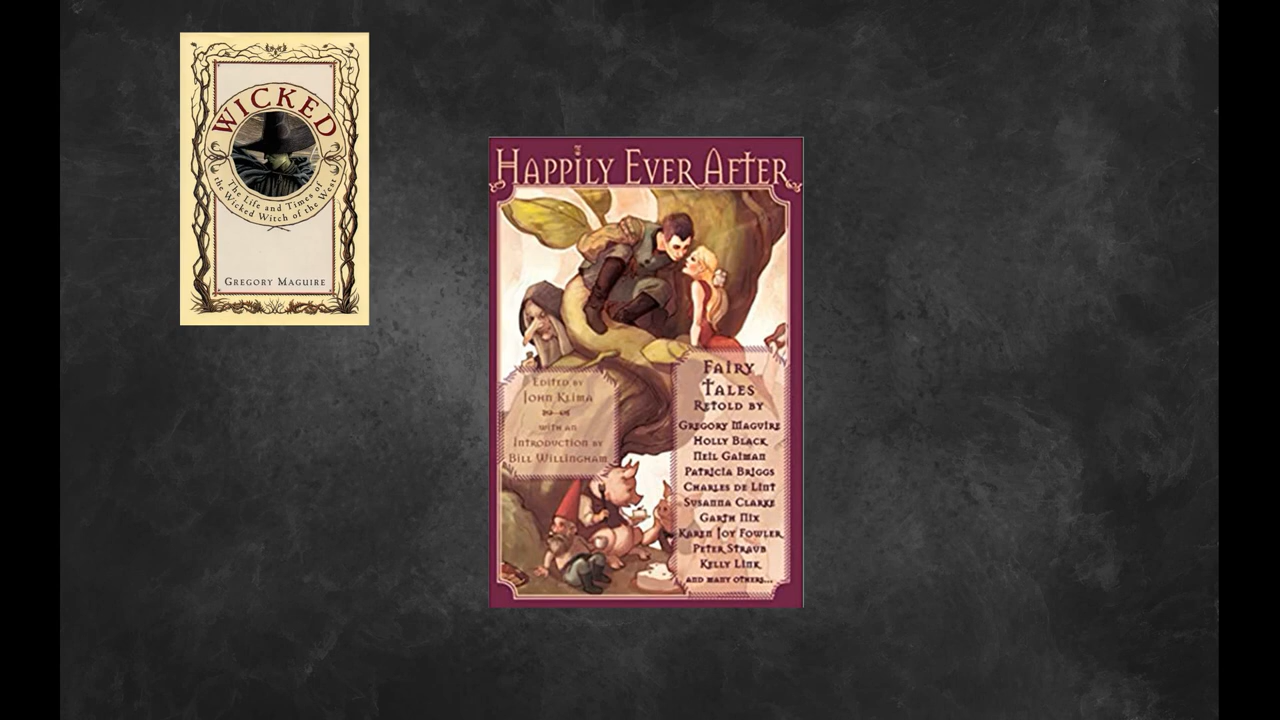 WICKED
The Life and Times of
the Wicked Witch of the West
GREGORY MAGUIRE
HAPPILY EVER AFTER
EDITED BY
JOHN KLIMA
WITH AN
INTRODUCTION BY
BILL WILLINGHAM
FAIRY
TALES
RETOLD BY
GREGORY MAGUIRE
HOLLY BLACK
NEIL GAIMAN
PATRICIA BRIGGS
CHARLES DE LINT
SUSANNA CLARKE
GARTH NIX
KAREN JOY FOWLER
PETER STRAUB
KELLY LINK
AND MANY OTHERS...